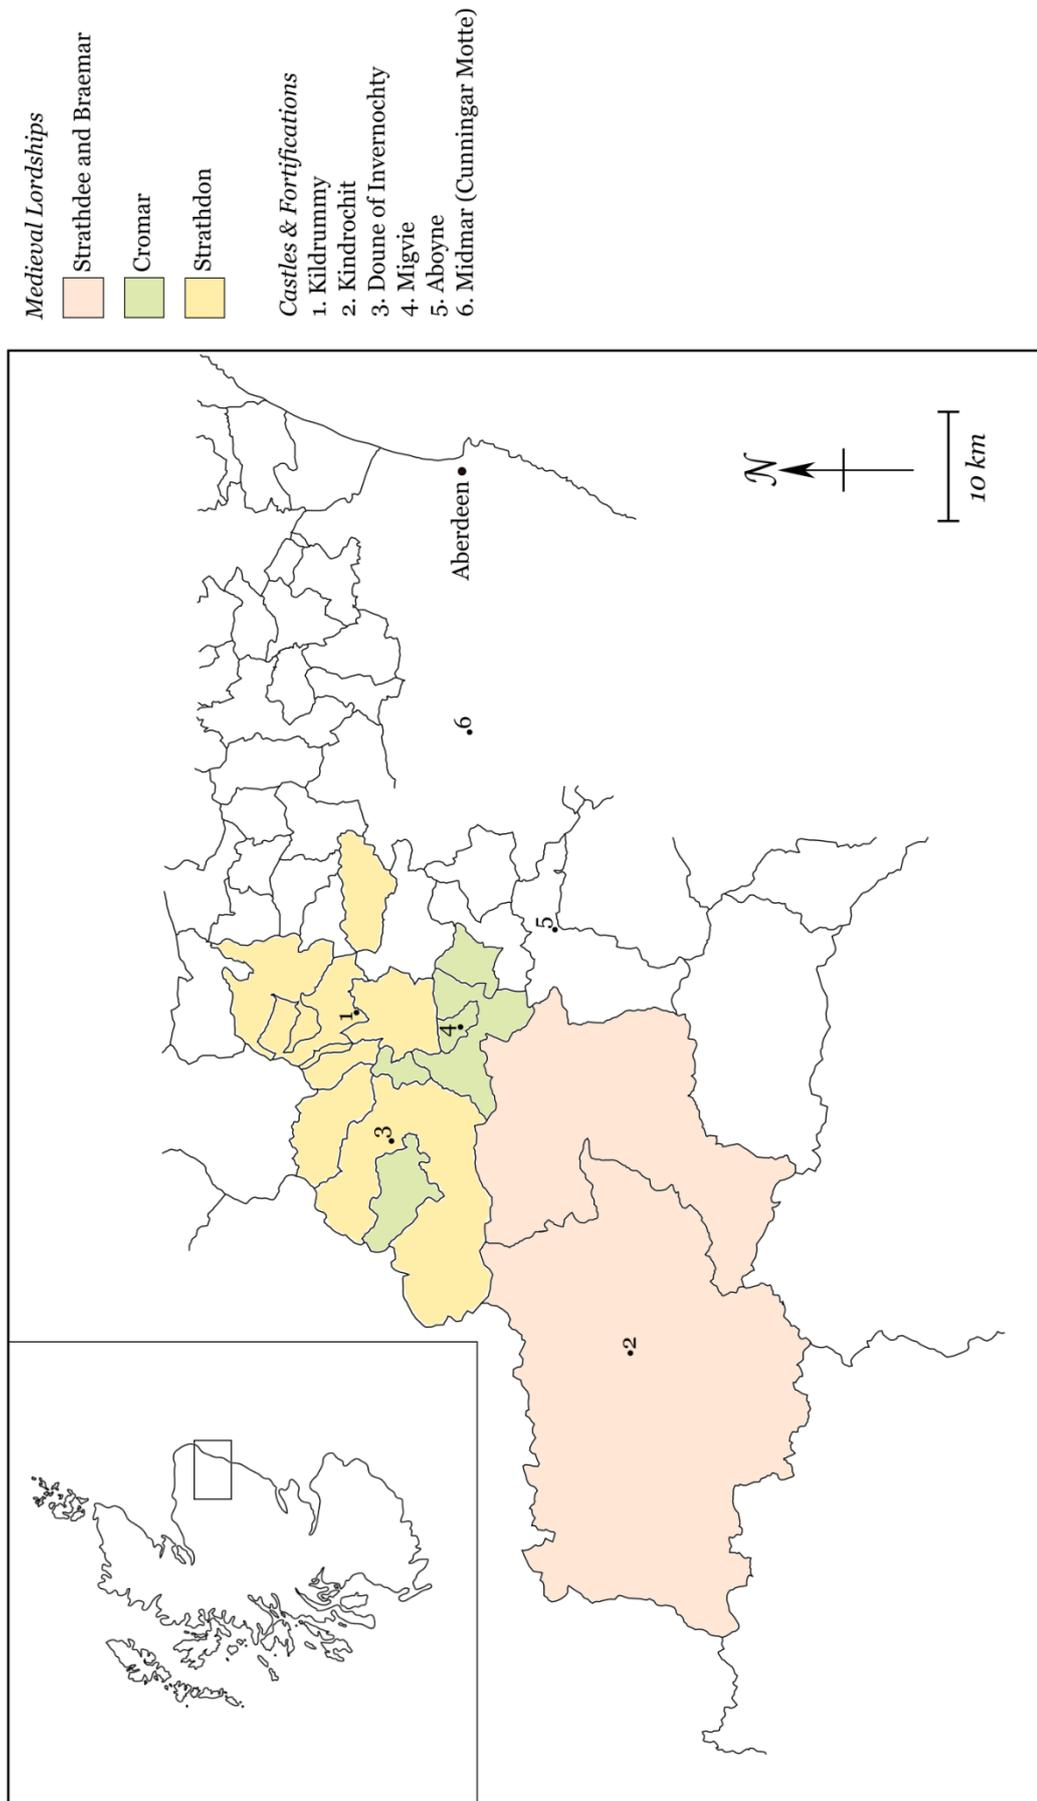 Medieval Lordships
Strathdee and Braemar
Cromar
Strathdon
Castles & Fortifications
1. Kildrummy
2. Kindrochit
3. Doune of Invernochty
4. Migvie
5. Aboyne
6. Midmar (Cunningar Motte)
1
3
4
6
Aberdeen
5
2
N
10 km